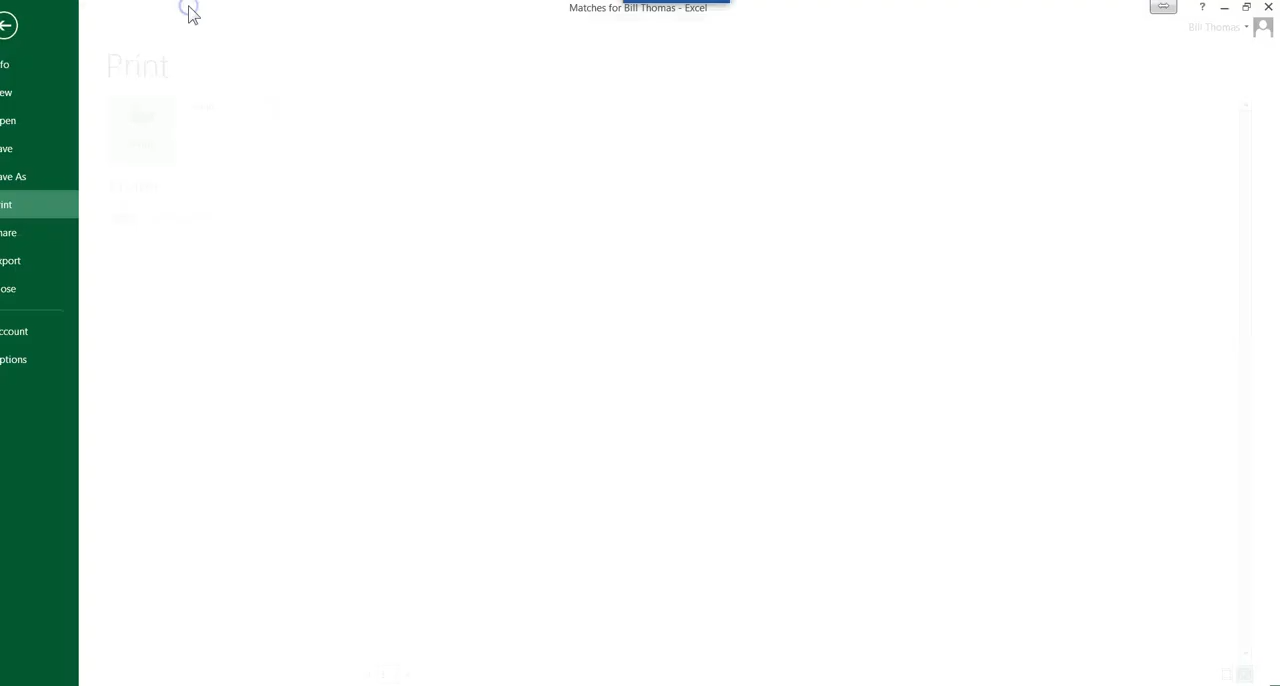 Matches for Bill Thomas - Excel
?
Bill Thomas
fo
ew
pen
ave
ave As
int
hare
xport
ose
ccount
ptions
Print